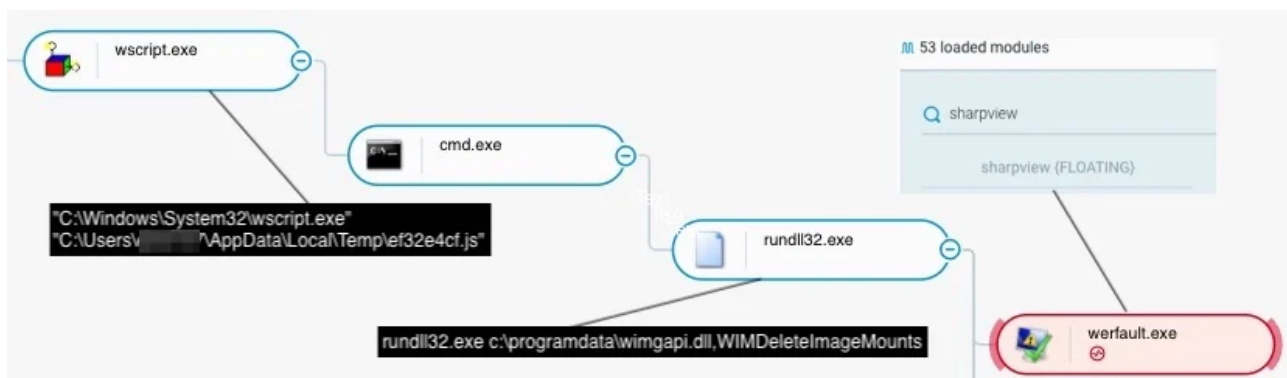 wscript.exe
53 loaded modules
sharpview
cmd.exe
sharpview {FLOATING}
"C:\Windows\System32\wscript.exe"
"C:\Users\ \AppData\Local\Temp\ef32e4cf.js"
rundll32.exe
rundll32.exe c:\programdata\wimgapi.dll,WIMDeleteImageMounts
werfault.exe